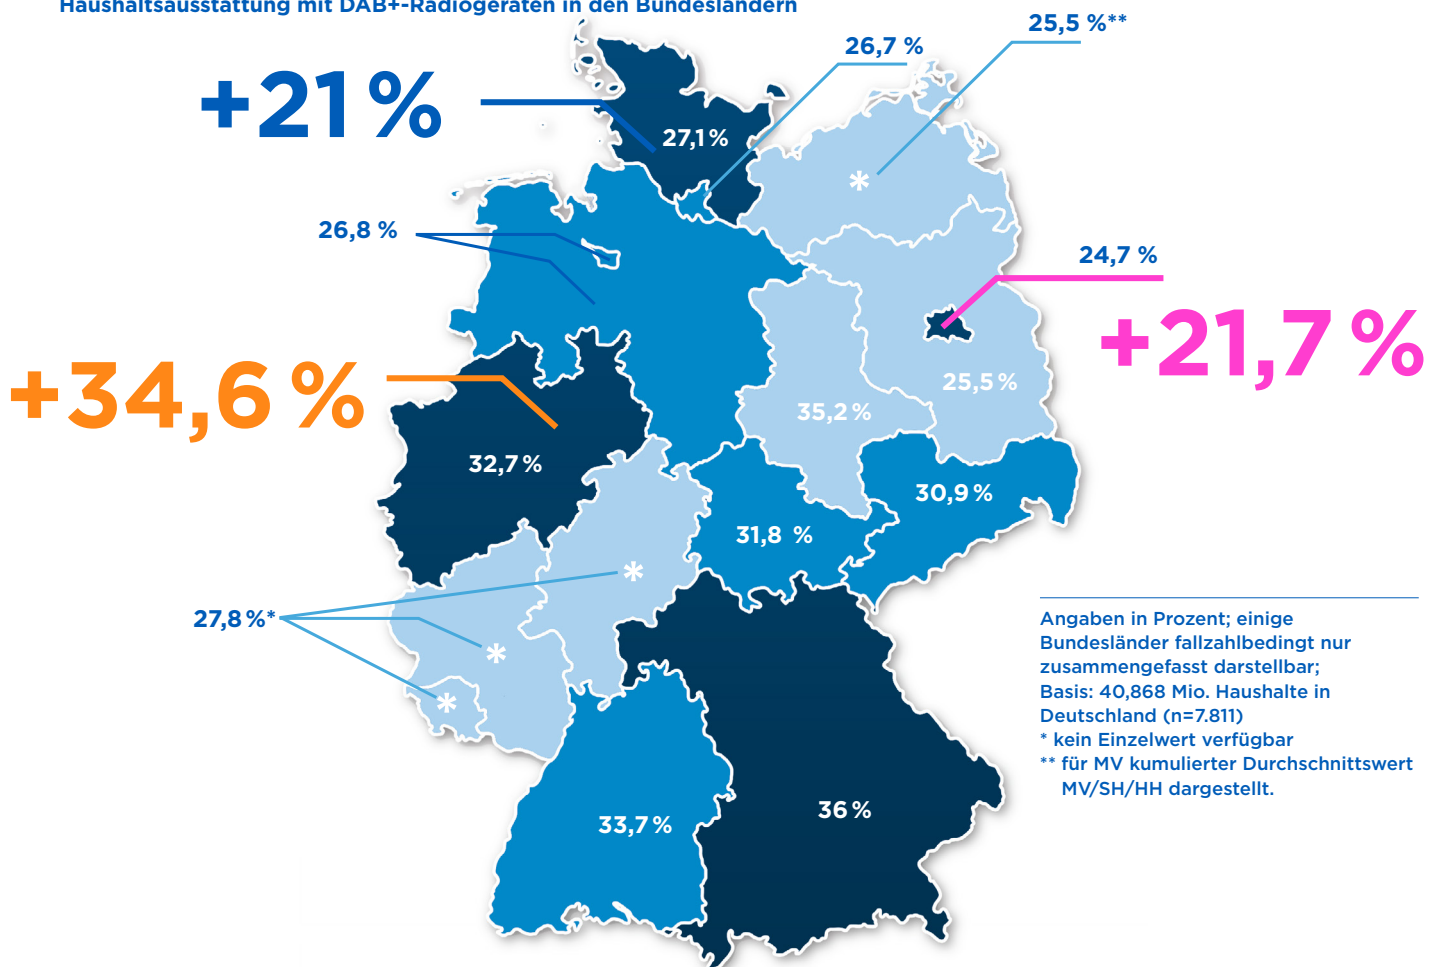 Haushaltsausstattung mit DAB+-Radiogeräten in den Bundesländern
25,5 %**
26,7 %
+21 %
27,1 %
*
26,8 %
24,7 %
+21,7 %
+34,6 %
25,5 %
35,2 %
32,7 %
30,9 %
31,8 %
*
27,8 %*
*
*
Angaben in Prozent; einige
Bundesländer fallzahlbedingt nur
zusammengefasst darstellbar;
Basis: 40,868 Mio. Haushalte in
Deutschland (n=7.811)
* kein Einzelwert verfügbar
** für MV kumulierter Durchschnittswert
MV/SH/HH dargestellt.
36 %
33,7 %